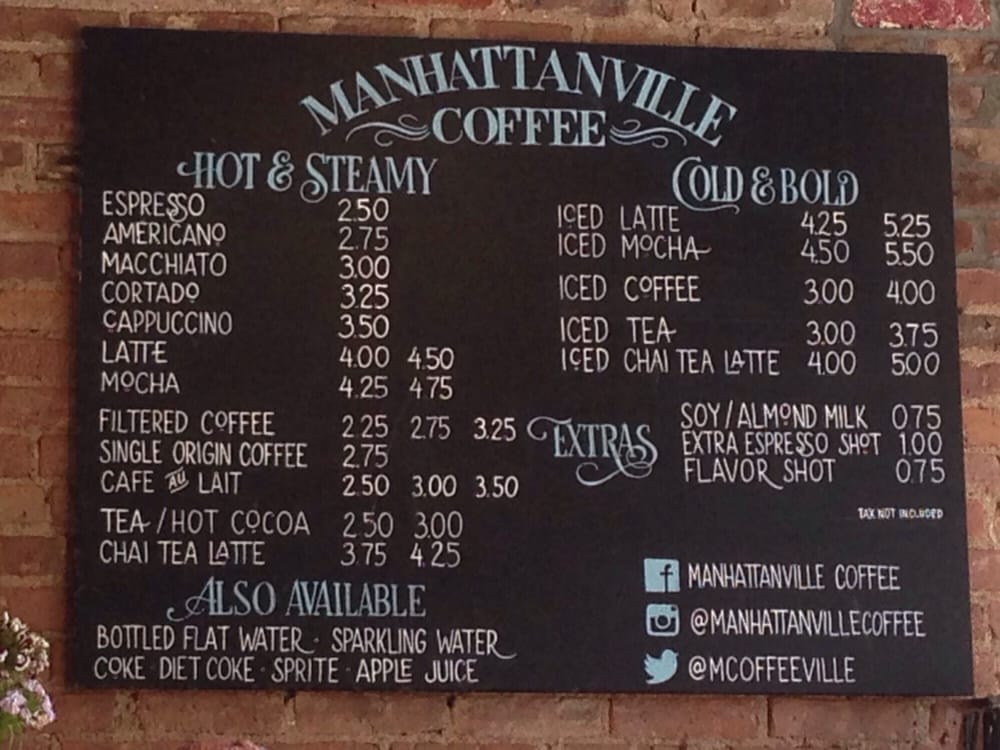 MANHATTANVILLE
COFFEE
HOT & STEAMY
ESPRESSO 2.50
AMERICANO 2.75
MACCHIATO 3.00
CORTADO 3.25
CAPPUCCINO 3.50
LATTE 4.00 4.50
MOCHA 4.25 4.75
FILTERED COFFEE 2.25 2.75 3.25
SINGLE ORIGIN COFFEE 2.75
CAFE AU LAIT 2.50 3.00 3.50
TEA/HOT COCOA 2.50 3.00
CHAI TEA LATTE 3.75 4.25
ALSO AVAILABLE
BOTTLED FLAT WATER · SPARKLING WATER
COKE · DIET COKE · SPRITE · APPLE JUICE
COLD & BOLD
ICED LATTE 4.25 5.25
ICED MOCHA 4.50 5.50
ICED COFFEE 3.00 4.00
ICED TEA 3.00 3.75
ICED CHAI TEA LATTE 4.00 5.00
EXTRAS
SOY/ALMOND MILK 0.75
EXTRA ESPRESSO SHOT 1.00
FLAVOR SHOT 0.75
TAX NOT INCLUDED
MANHATTANVILLE COFFEE
@MANHATTANVILLECOFFEE
@MCOFFEEVILLE